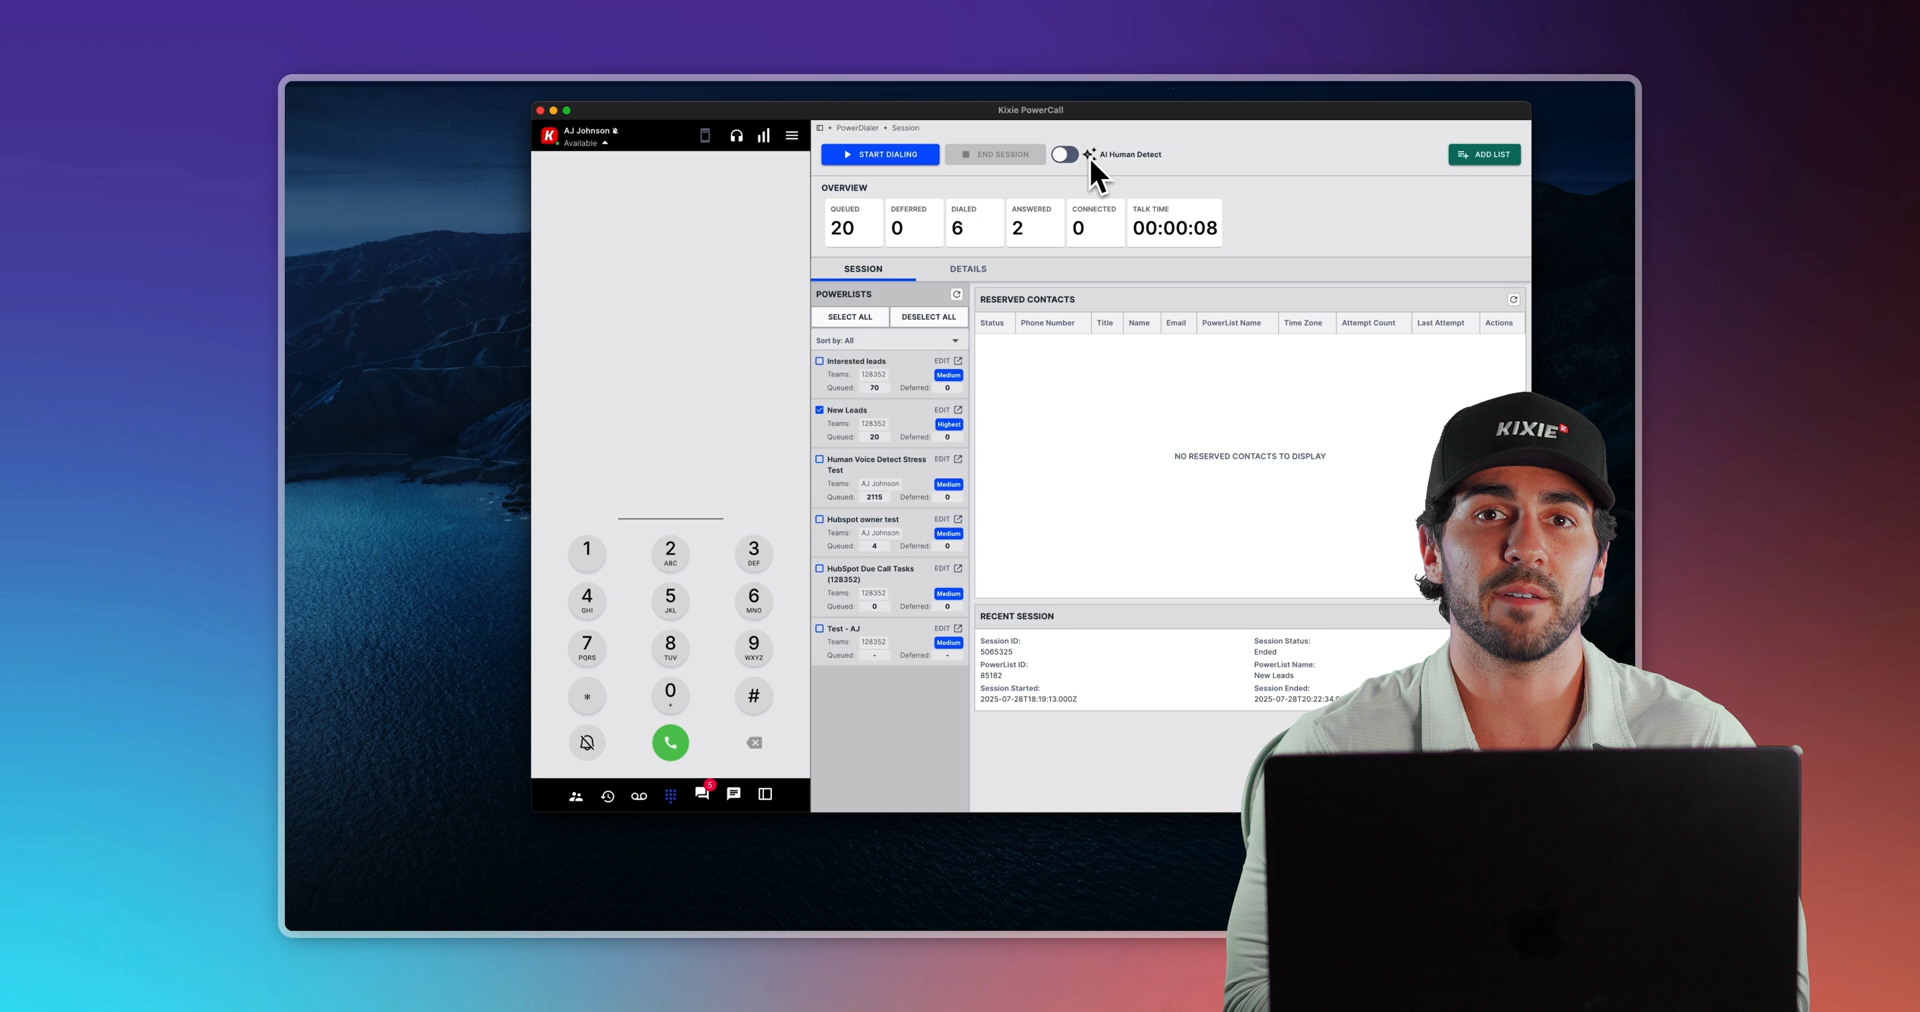 Kixie PowerCall
K
AJ Johnson
Available
PowerDialer • Session
START DIALING
END SESSION
AI Human Detect
ADD LIST
OVERVIEW
QUEUED DEFERRED DIALED ANSWERED CONNECTED TALK TIME
20 0 6 2 0 00:00:08
SESSION DETAILS
POWERLISTS
SELECT ALL DESELECT ALL
Sort by: All
Interested leads EDIT
Teams: 128352 Medium
Queued: 70 Deferred: 0
New Leads EDIT
Teams: 128352 Highest
Queued: 20 Deferred: 0
Human Voice Detect Stress EDIT
Test
Teams: AJ Johnson Medium
Queued: 2115 Deferred: 0
Hubspot owner test EDIT
Teams: AJ Johnson Medium
Queued: 4 Deferred: 0
HubSpot Due Call Tasks EDIT
(128352)
Teams: 128352 Medium
Queued: 0 Deferred: 0
Test - AJ EDIT
Teams: 128352 Medium
Queued: - Deferred: -
RESERVED CONTACTS
Status Phone Number Title Name Email PowerList Name Time Zone Attempt Count Last Attempt Actions
NO RESERVED CONTACTS TO DISPLAY
RECENT SESSION
Session ID: Session Status:
5065325 Ended
PowerList ID: PowerList Name:
85182 New Leads
Session Started: Session Ended:
2025-07-28T18:19:13.000Z 2025-07-28T20:22:34
1 2 3
ABC DEF
4 5 6
GHI JKL MNO
7 8 9
PQRS TUV WXYZ
* 0 #
+
5
KIXIE